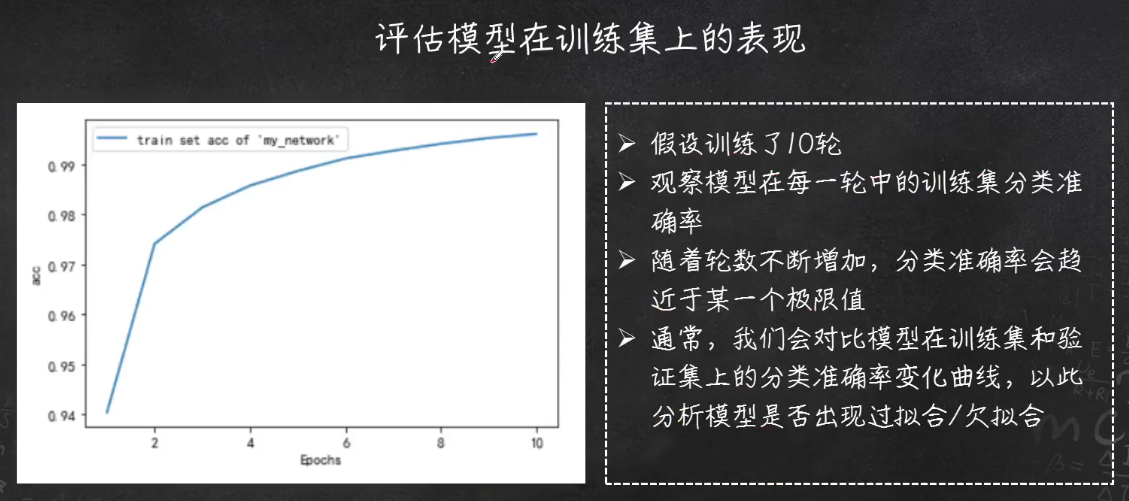 评估模型在训练集上的表现
train set acc of 'my_network'
0.99
0.98
0.97
0.96
0.95
0.94
acc
2 4 6 8 10
Epochs
➢ 假设训练了10轮
➢ 观察模型在每一轮中的训练集分类准
确率
➢ 随着轮数不断增加，分类准确率会趋
近于某一个极限值
➢ 通常，我们会对比模型在训练集和验
证集上的分类准确率变化曲线，以此
分析模型是否出现过拟合/欠拟合